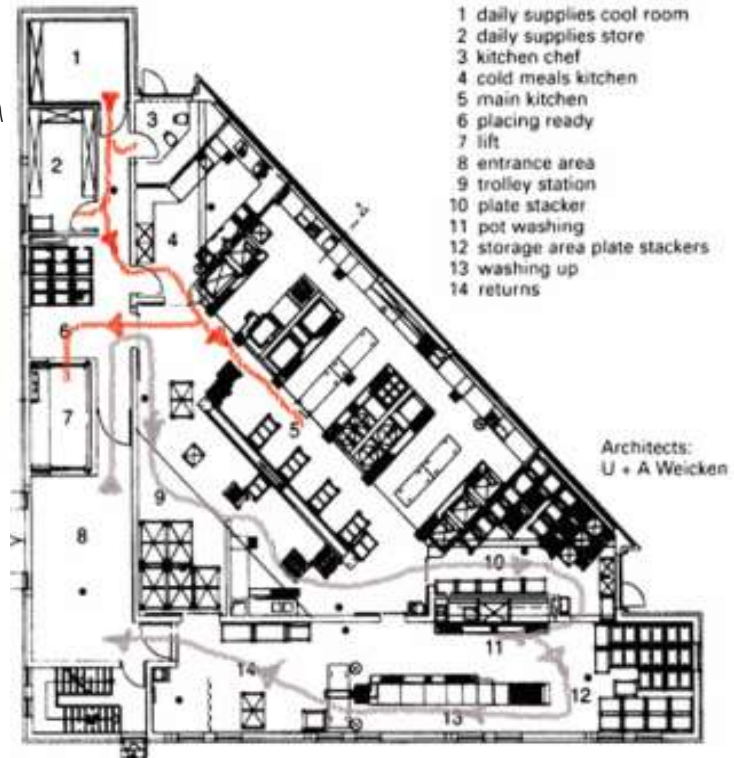 1 daily supplies cool room
2 daily supplies store
3 kitchen chef
4 cold meals kitchen
5 main kitchen
6 placing ready
7 lift
8 entrance area
9 trolley station
10 plate stacker
11 pot washing
12 storage area plate stackers
13 washing up
14 returns
1
3
2
4
6
5
7
Architects:
U + A Weicken
9
8
10
11
14
12
13